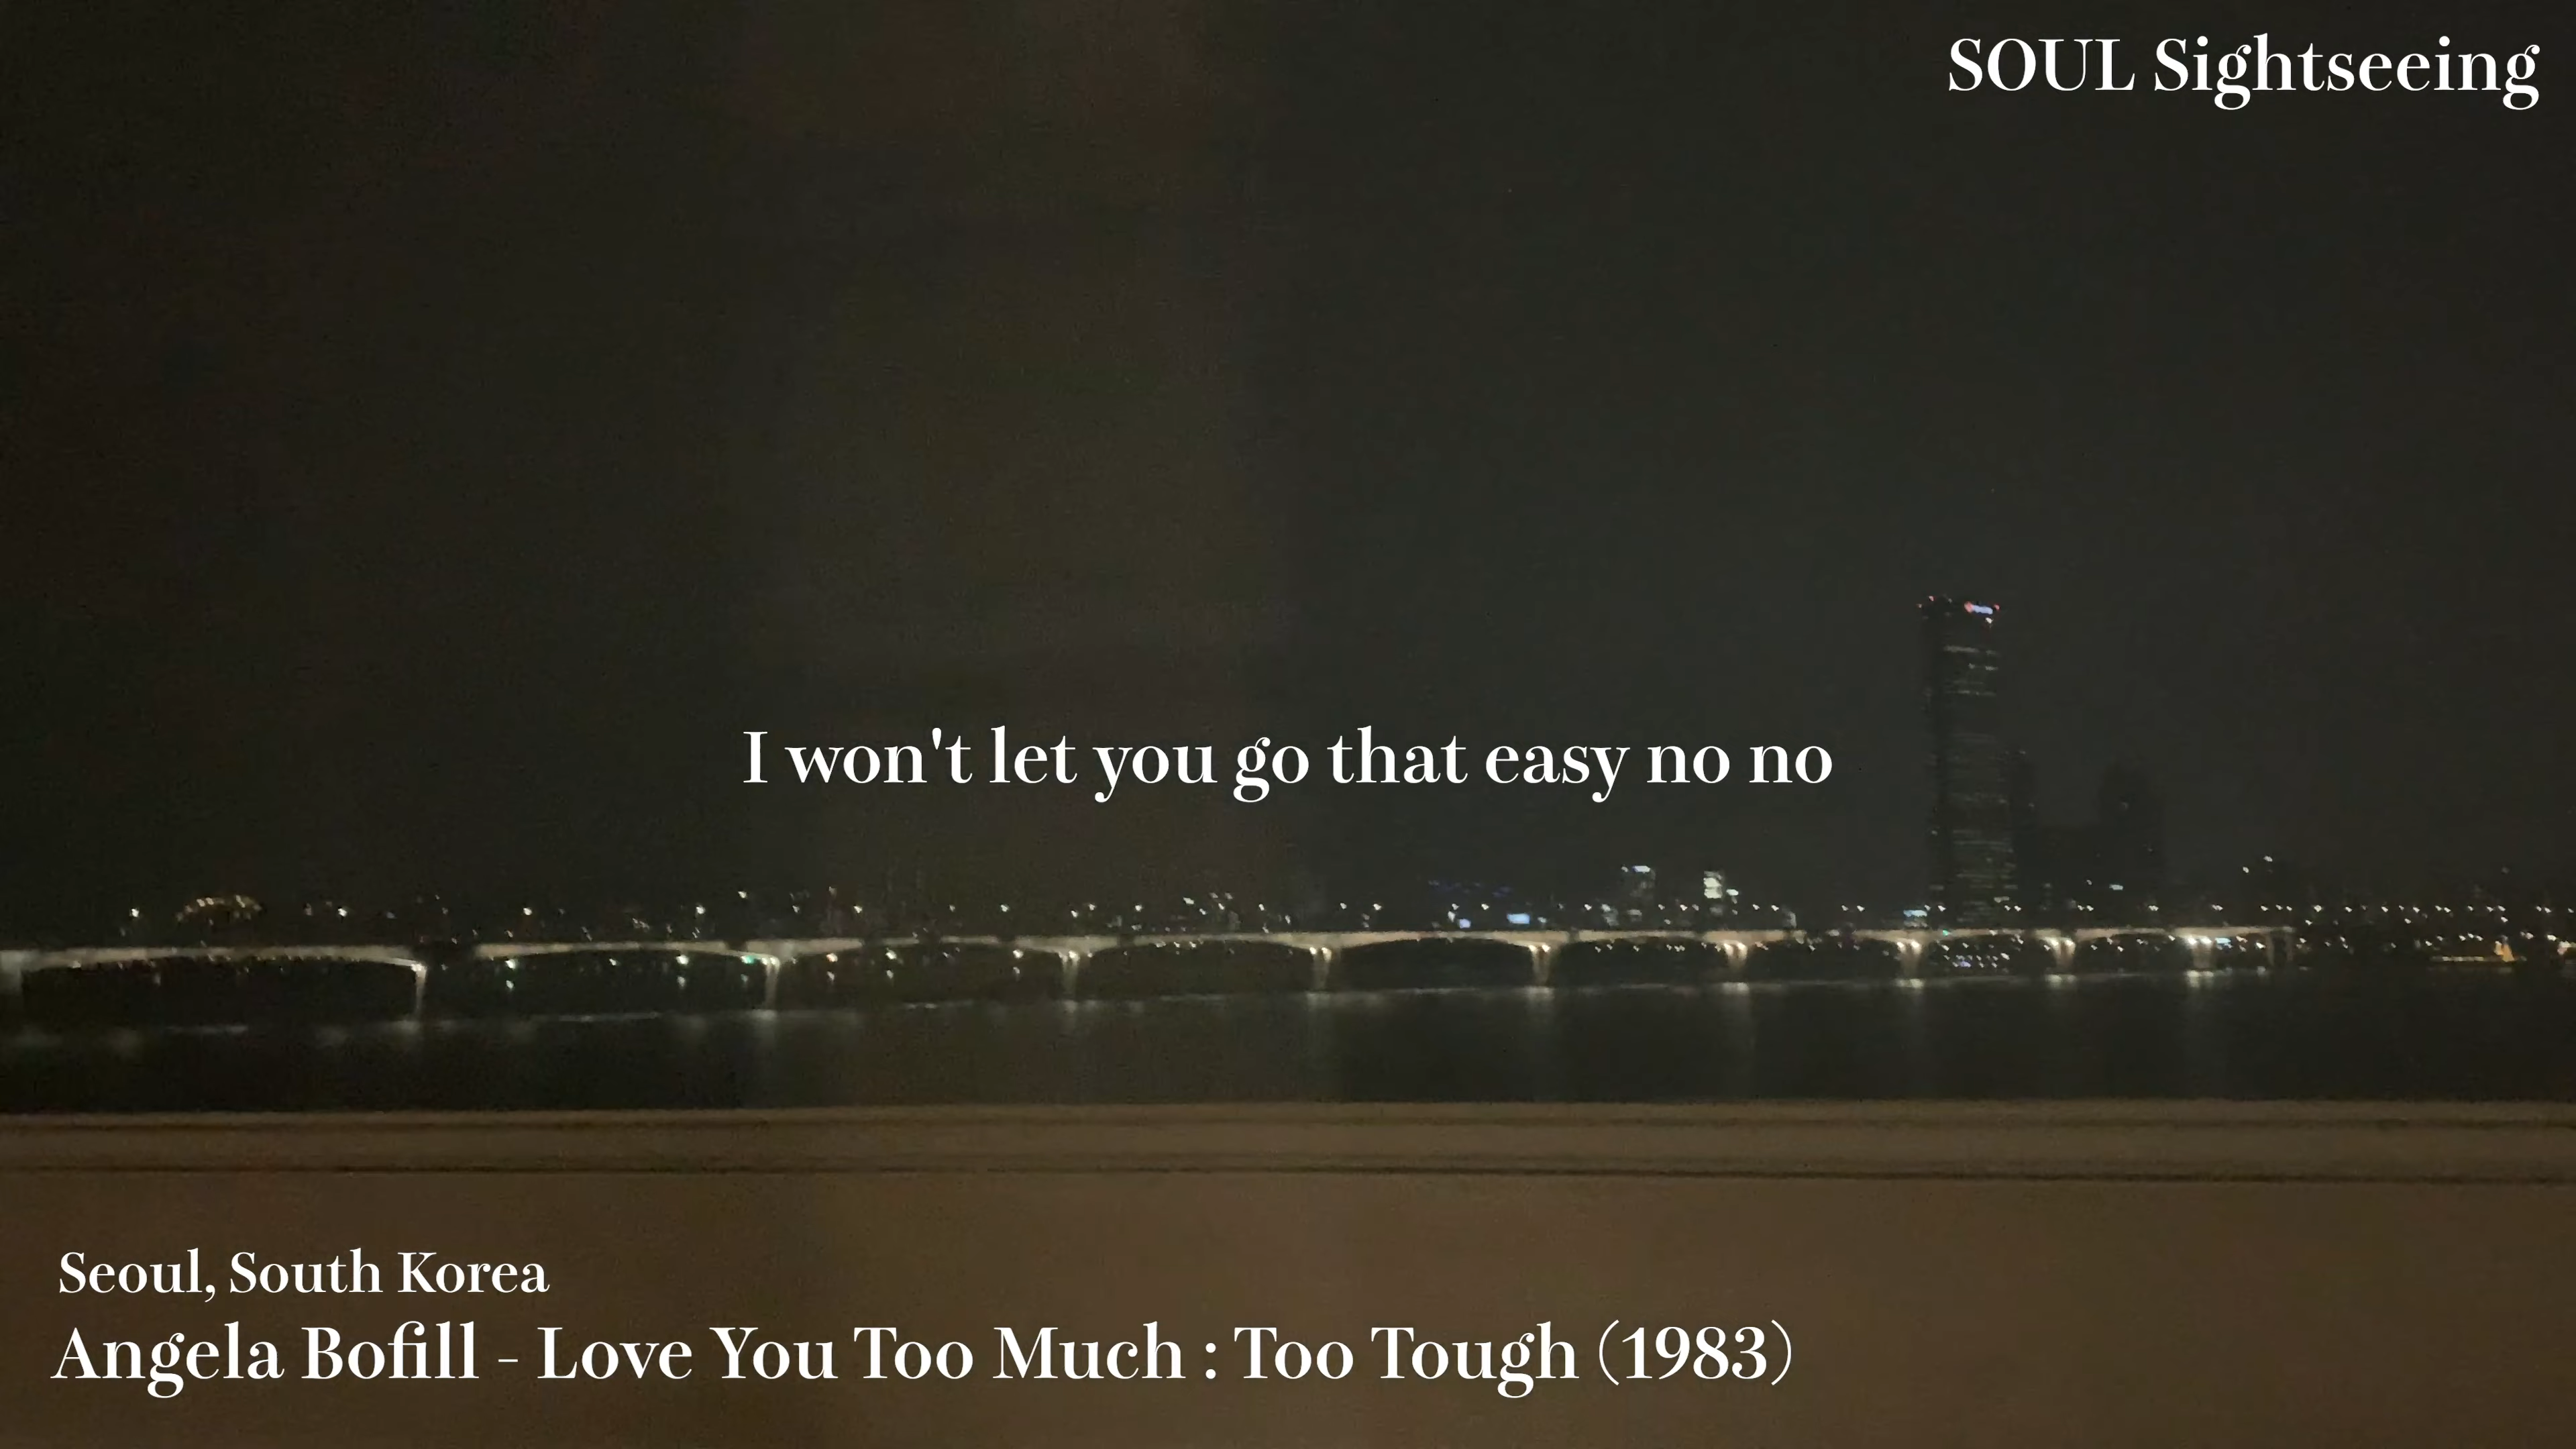 SOUL Sightseeing
I won't let you go that easy no no
Seoul, South Korea
Angela Bofill - Love You Too Much : Too Tough (1983)